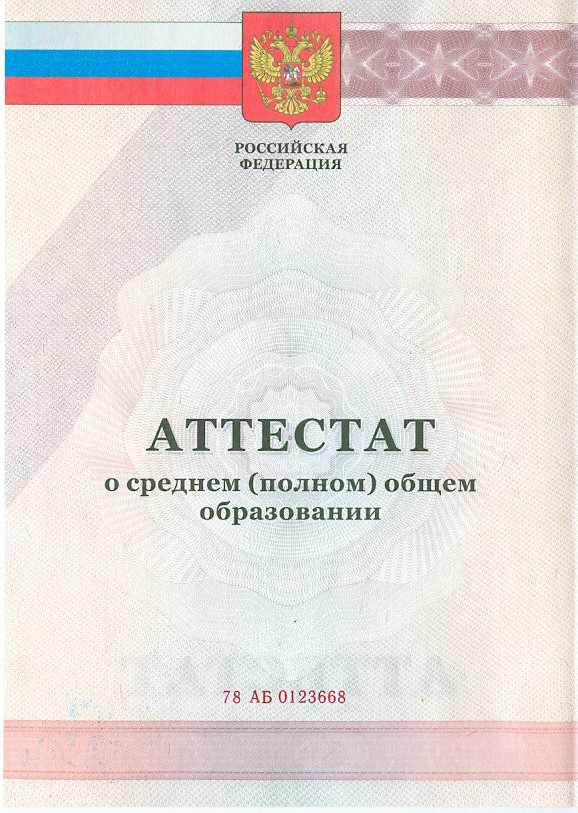 РОССИЙСКАЯ
ФЕДЕРАЦИЯ
АТТЕСТАТ
о среднем (полном) общем
образовании
78 АБ 0123668